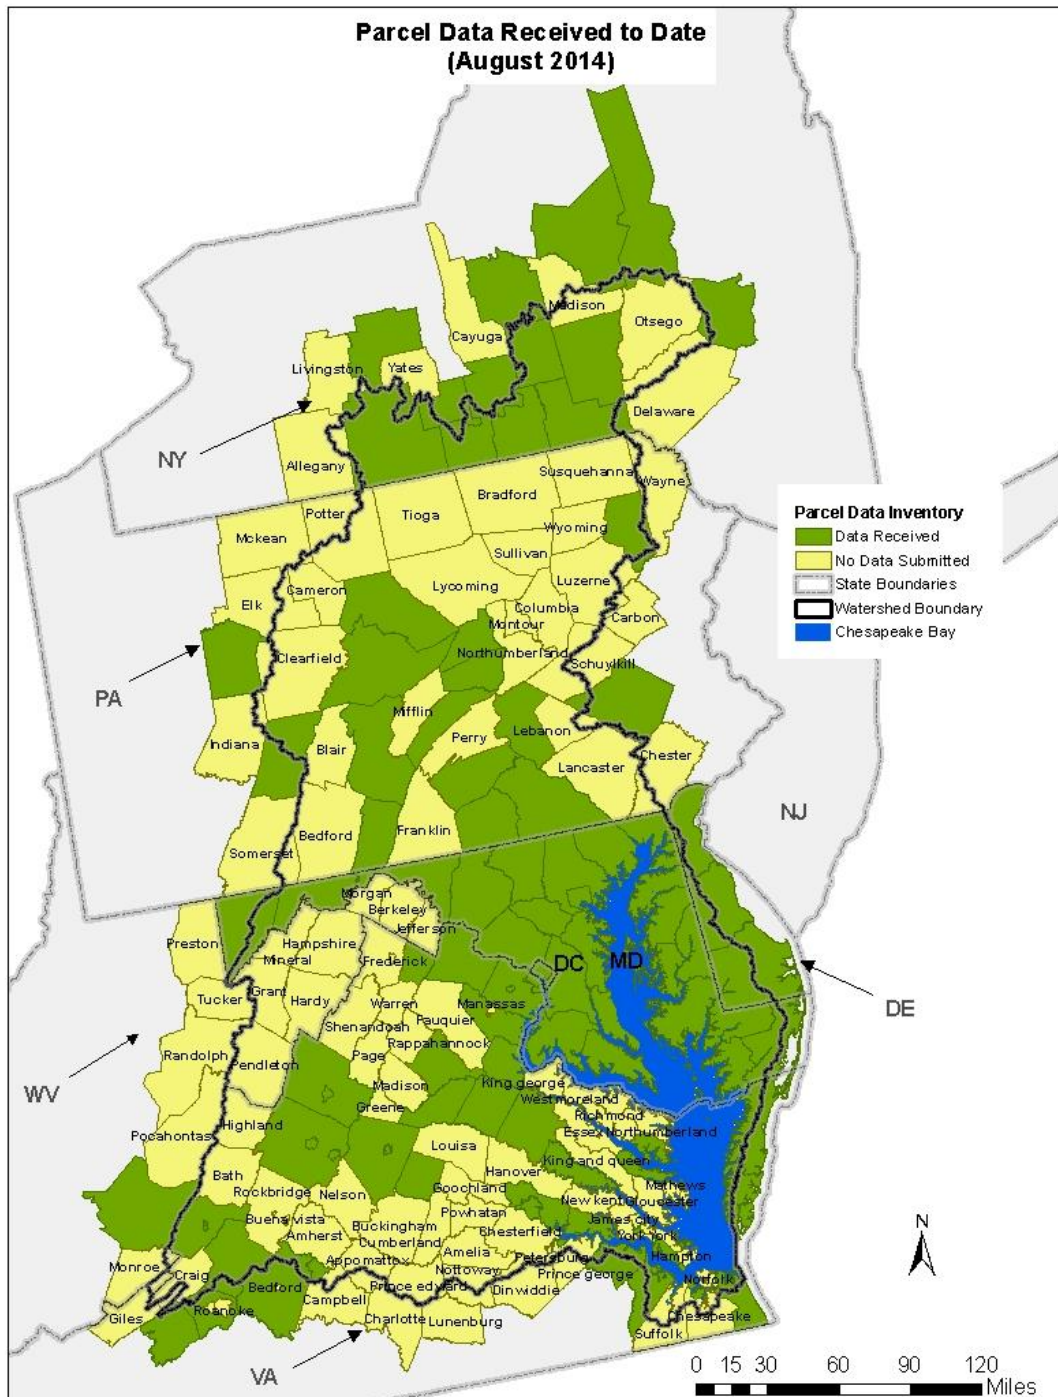 Parcel Data Received to Date
(August 2014)
Madison
Otsego
Cayuga
Livingston
Yates
Delaware
NY
Allegany
Susquehanna
Wayne
Bradford
Potter
Tioga
Wyoming
Mckean
Sullivan
Parcel Data Inventory
Data Received
No Data Submitted
State Boundaries
Watershed Boundary
Chesapeake Bay
Cameron
Lycoming
Luzerne
Elk
Columbia
Montour
Carbon
Clearfield
Northumberland
Schuylkill
PA
Mifflin
Indiana
Blair
Perry
Lebanon
Chester
Lancaster
NJ
Bedford
Franklin
Somerset
Morgan
Berkeley
Jefferson
Preston
Hampshire
Mineral
Frederick
DC
MD
Tucker
Grant
Hardy
Warren
Manassas
DE
Shenandoah
Fauquier
Rappahannock
Randolph
Page
Pendleton
Madison
King george
WV
Greene
Westmoreland
Richmond
Highland
Essex
Northumberland
Pocahontas
Louisa
King and queen
Bath
Hanover
Rockbridge
Nelson
Goochland
Mathews
New kent
Gloucester
Powhatan
Buena vista
Buckingham
James city
Amherst
Chesterfield
York
York
Cumberland
Amelia
Hampton
Appomattox
Petersburg
Monroe
Craig
Nottoway
Prince george
Norfolk
Bedford
Prince edward
Dinwiddie
Campbell
Roanoke
Giles
Charlotte
Lunenburg
Chesapeake
Suffolk
VA
N
0 15 30 60 90 120
Miles